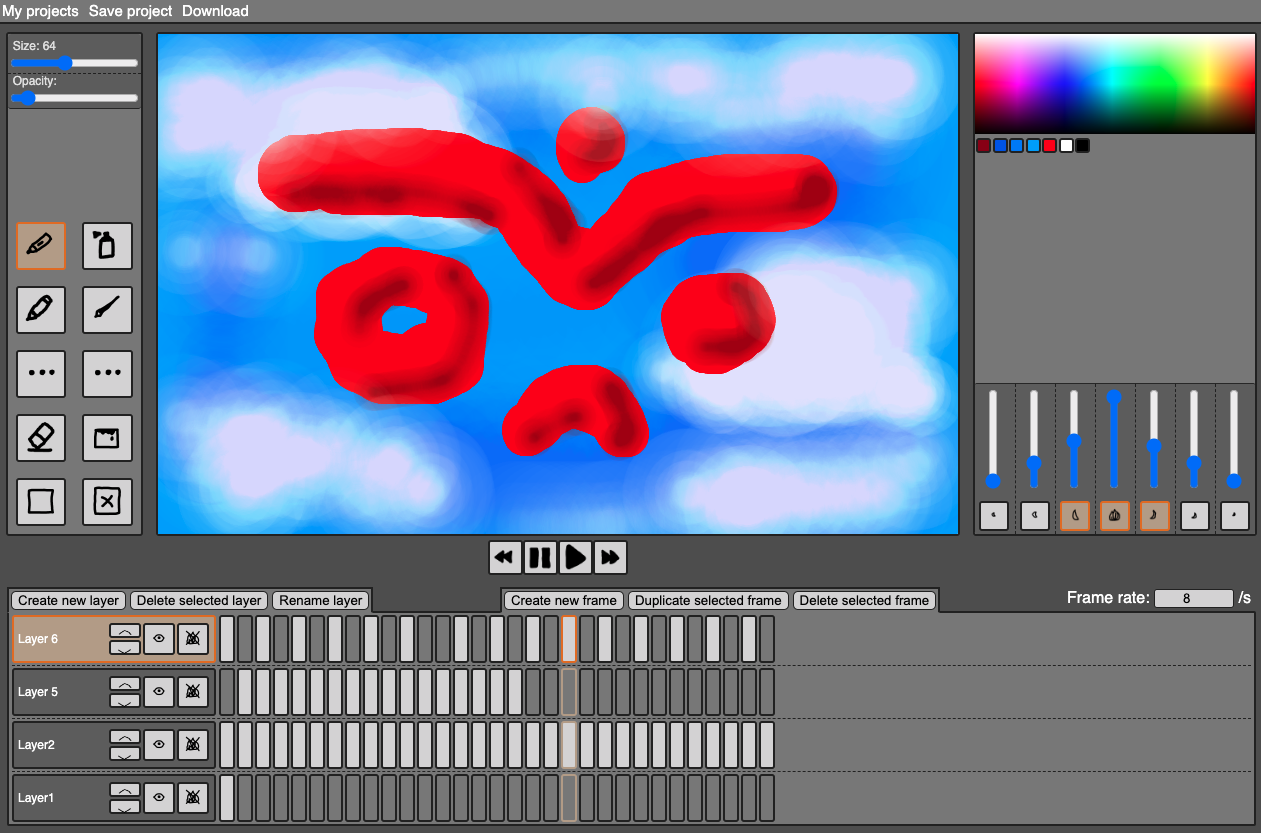 My projects Save project Download
Size: 64
Opacity:
Create new layer Delete selected layer Rename layer Create new frame Duplicate selected frame Delete selected frame Frame rate: 8 /s
Layer 6
Layer 5
Layer2
Layer1